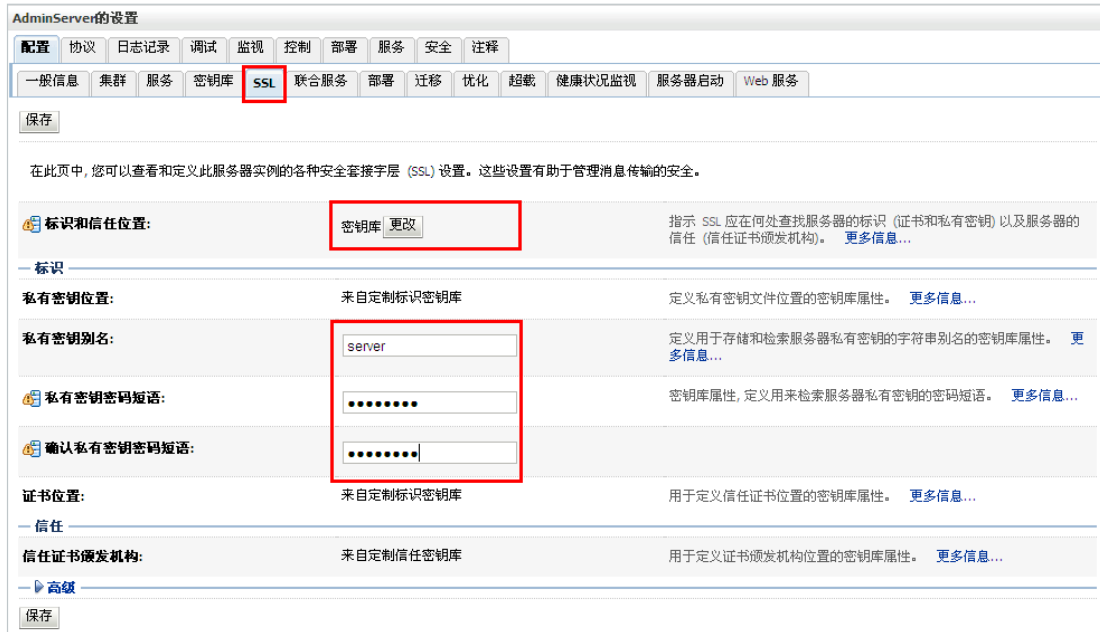 AdminServer的设置
配置 协议 日志记录 调试 监视 控制 部署 服务 安全 注释
一般信息 集群 服务 密钥库 SSL 联合服务 部署 迁移 优化 超载 健康状况监视 服务器启动 Web 服务
保存
在此页中, 您可以查看和定义此服务器实例的各种安全套接字层 (SSL) 设置。这些设置有助于管理消息传输的安全。
标识和信任位置: 密钥库 更改 指示 SSL 应在何处查找服务器的标识 (证书和私有密钥) 以及服务器的
信任 (信任证书颁发机构)。 更多信息...
标识
私有密钥位置: 来自定制标识密钥库 定义私有密钥文件位置的密钥库属性。 更多信息...
私有密钥别名: server 定义用于存储和检索服务器私有密钥的字符串别名的密钥库属性。 更
多信息...
私有密钥密码短语: ●●●●●●●● 密钥库属性, 定义用来检索服务器私有密钥的密码短语。 更多信息...
确认私有密钥密码短语: ●●●●●●●●
证书位置: 来自定制标识密钥库 用于定义信任证书位置的密钥库属性。 更多信息...
信任
信任证书颁发机构: 来自定制信任密钥库 用于定义证书颁发机构位置的密钥库属性。 更多信息...
高级
保存